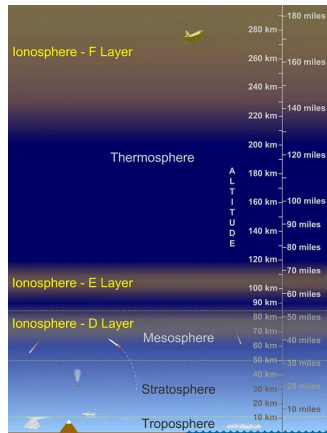 180 miles
280 km
Ionosphere - F Layer
260 km
160 miles
240 km
140 miles
220 km
200 km
Thermosphere
120 miles
ALTITUDE
180 km
160 km
100 miles
90 miles
140 km
80 miles
120 km
70 miles
Ionosphere - E Layer
100 km
60 miles
90 km
80 km
50 miles
Ionosphere - D Layer
70 km
Mesosphere
60 km
40 miles
50 km
30 miles
40 km
Stratosphere
30 km
20 miles
20 km
10 miles
10 km
Troposphere